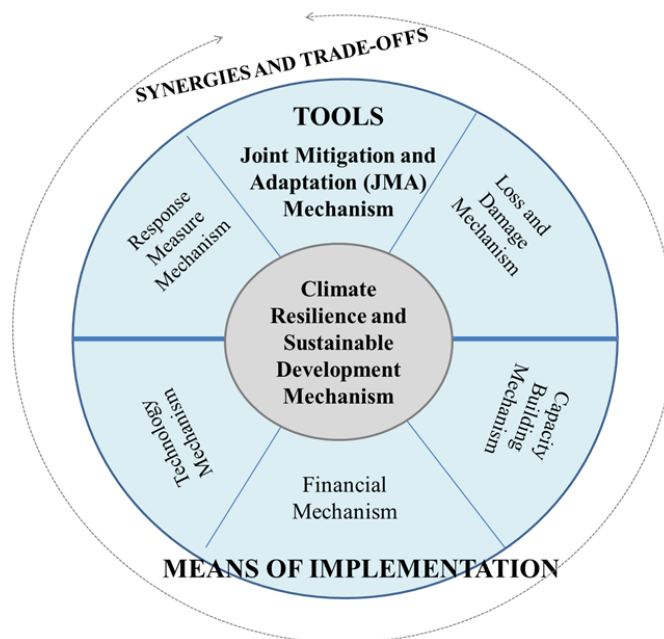 SYNERGIES AND TRADE-OFFS
TOOLS
Joint Mitigation and
Adaptation (JMA)
Mechanism
Response
Measure
Mechanism
Loss and
Damage
Mechanism
Climate
Resilience and
Sustainable
Development
Mechanism
Technology
Mechanism
Financial
Mechanism
Capacity
Building
Mechanism
MEANS OF IMPLEMENTATION